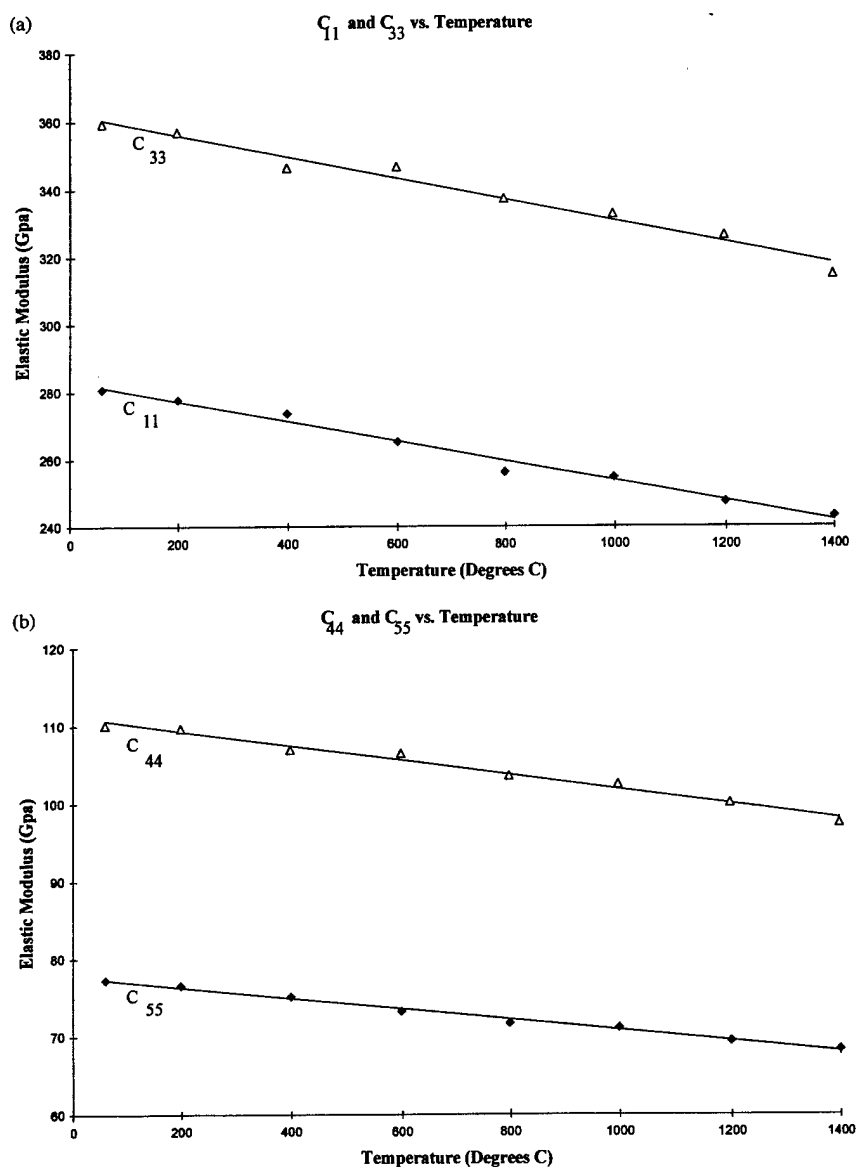 (a)
C11 and C33 vs. Temperature
380
360
340
320
300
280
260
240
Elastic Modulus (Gpa)
C33
C11
0 200 400 600 800 1000 1200 1400
Temperature (Degrees C)
(b)
C44 and C55 vs. Temperature
120
110
100
90
80
70
60
Elastic Modulus (Gpa)
C44
C55
0 200 400 600 800 1000 1200 1400
Temperature (Degrees C)